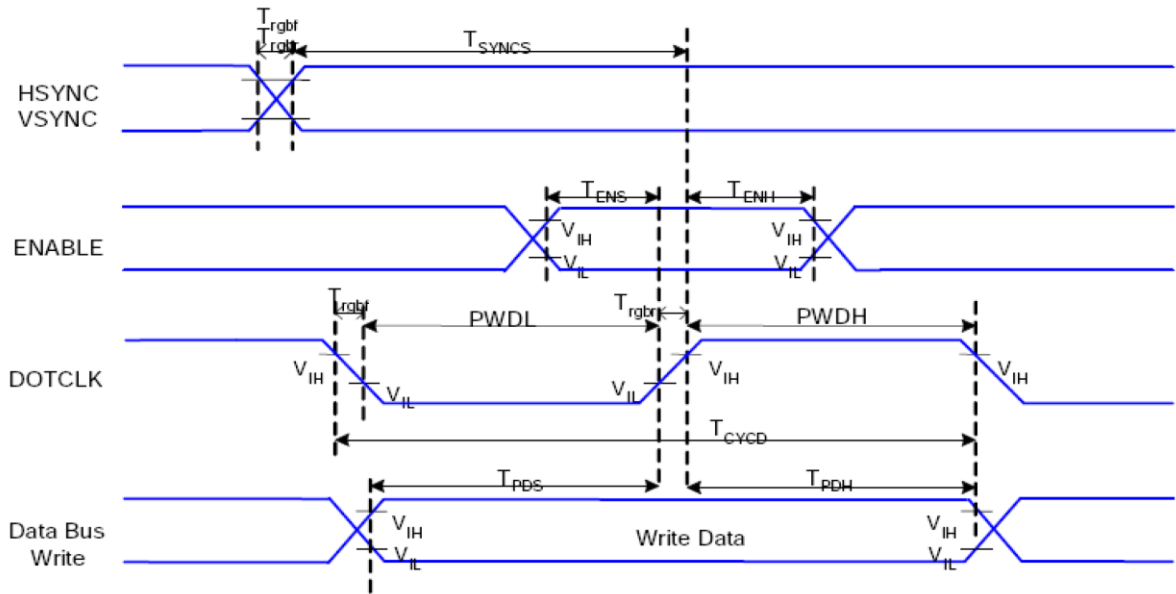 Trgbf
Trgbr
TSYNCS
HSYNC
VSYNC
TENS
TENH
ENABLE
VIH
VIH
VIL
VIL
Trgbf
PWDL
Trgbr
PWDH
DOTCLK
VIH
VIL
VIL
VIH
VIH
TCYCD
TPDS
TPDH
Data Bus
Write
VIH
Write Data
VIH
VIL
VIL